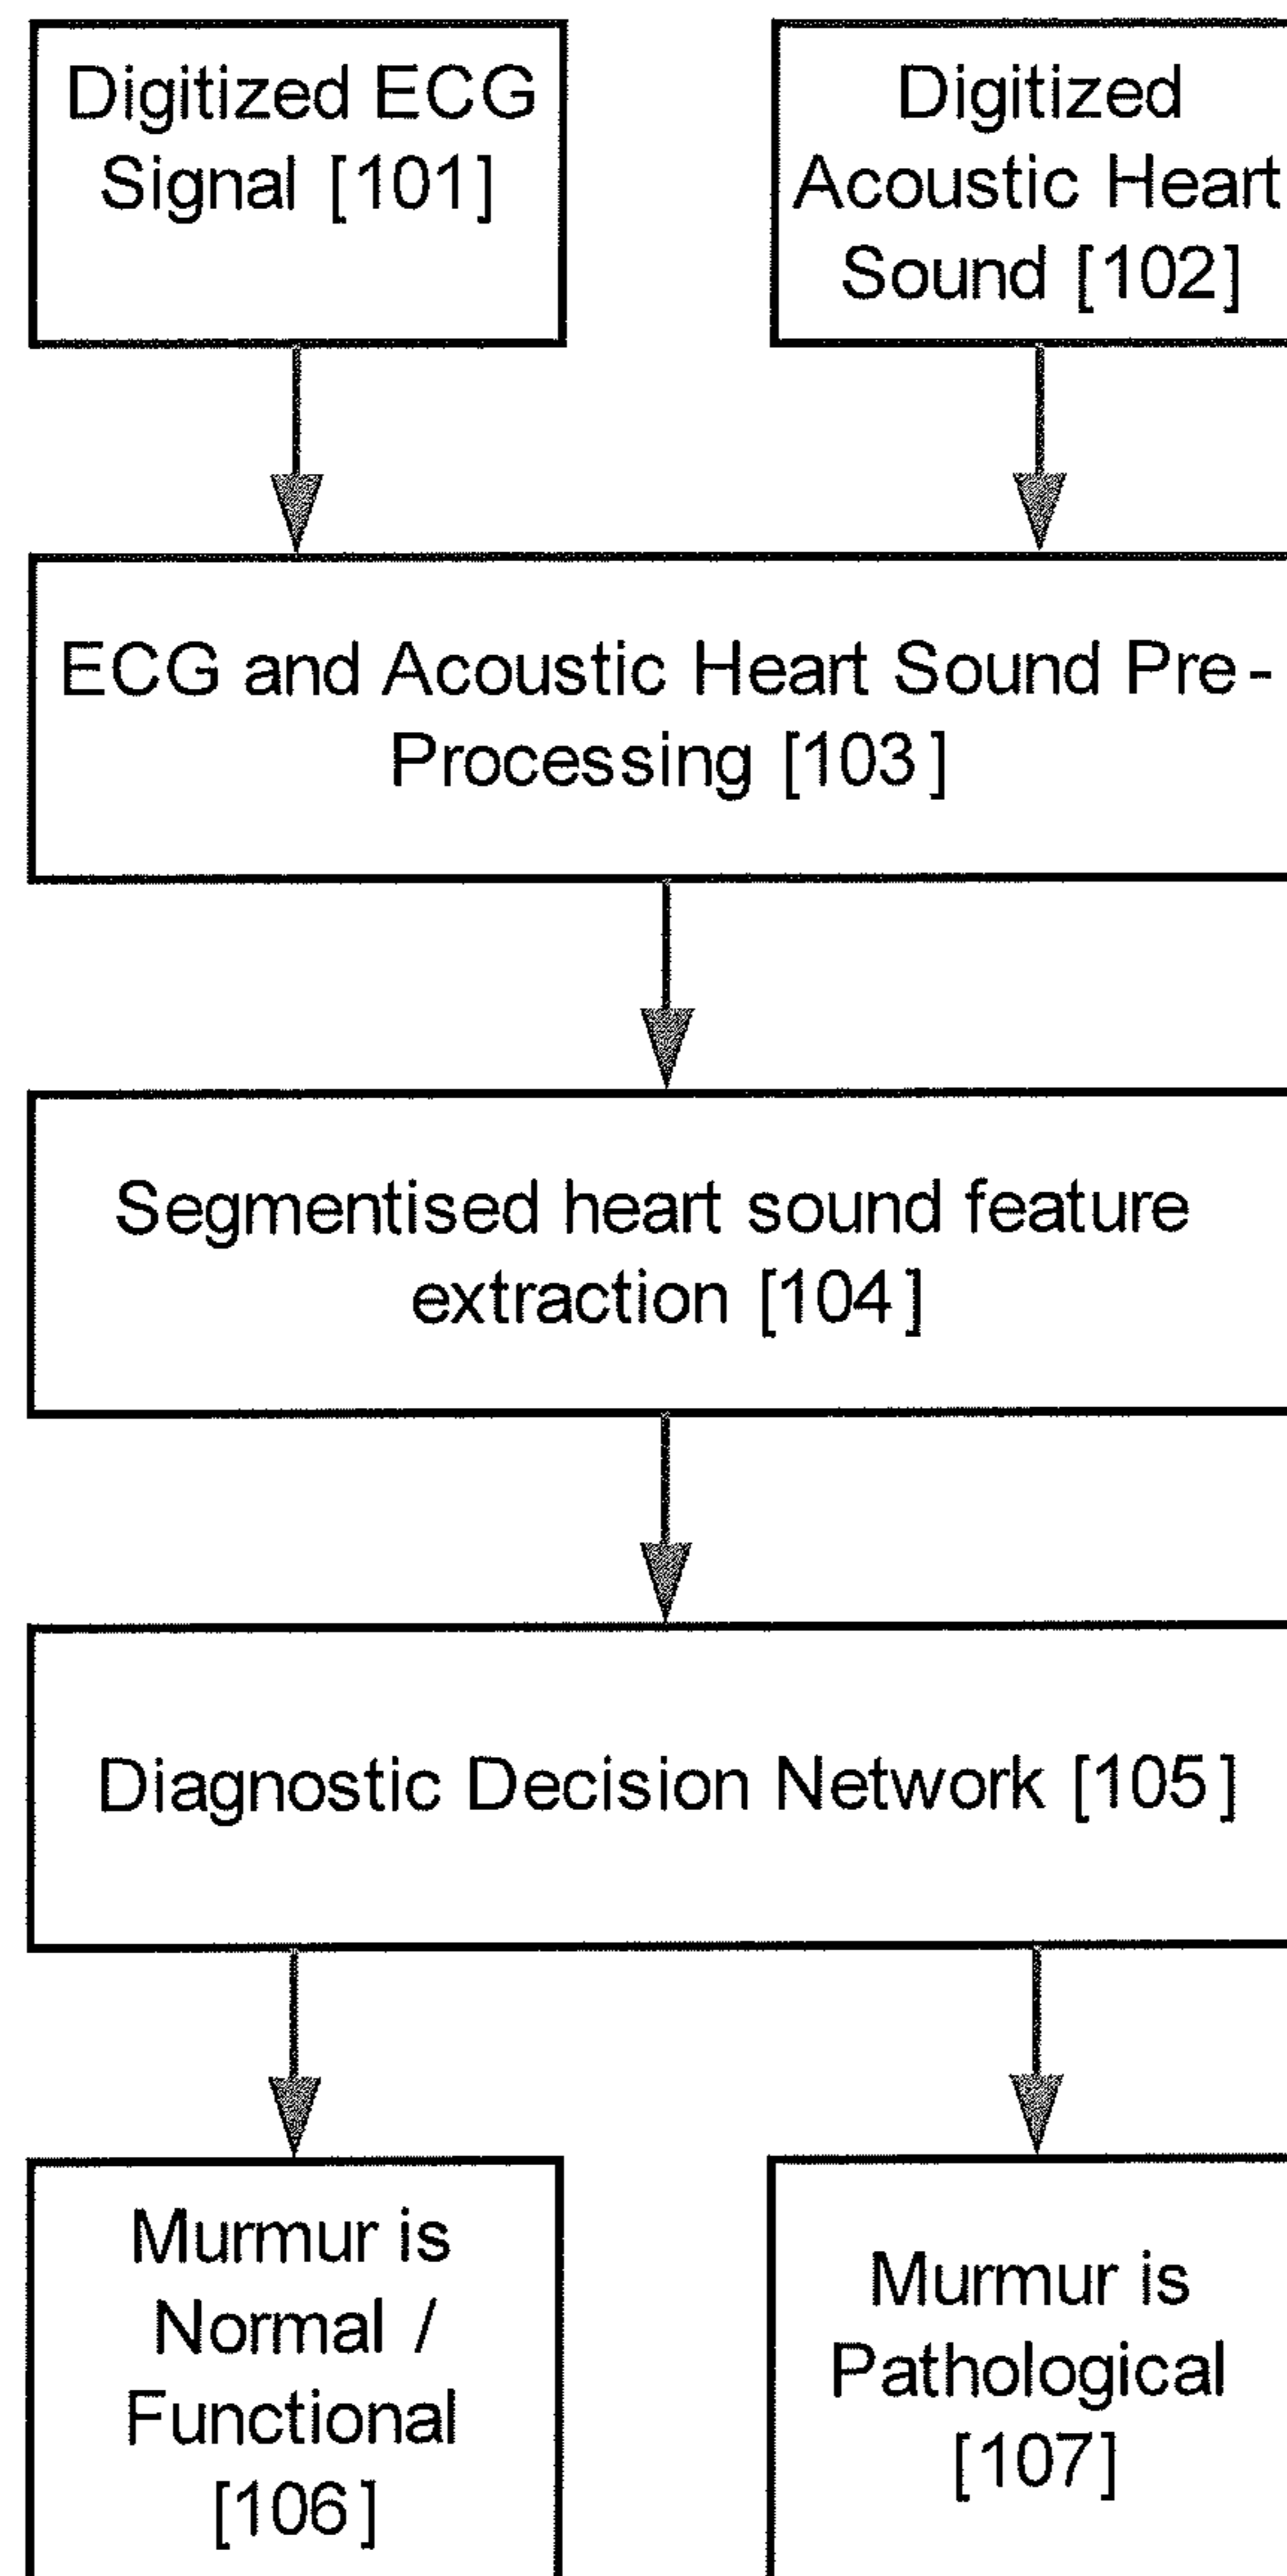 Digitized ECG
Signal [101]
Digitized
Acoustic Heart
Sound [102]
ECG and Acoustic Heart Sound Pre-
Processing [103]
Segmentised heart sound feature
extraction [104]
Diagnostic Decision Network [105]
Murmur is
Normal /
Functional
[106]
Murmur is
Pathological
[107]